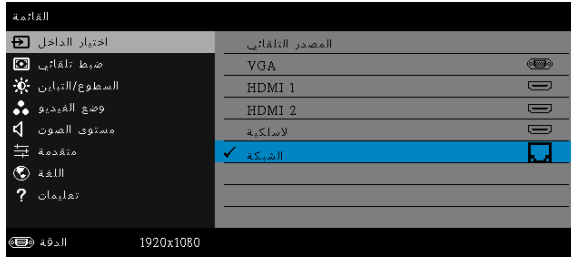 القائمة
اختيار الداخل
ضبط تلقائي
السطوع/التباين
وضع الفيديو
مستوى الصوت
متقدمة
اللغة
تعليمات
المصدر التلقائي
VGA
HDMI 1
HDMI 2
لاسلكية
الشبكة
الدقة 1920x1080